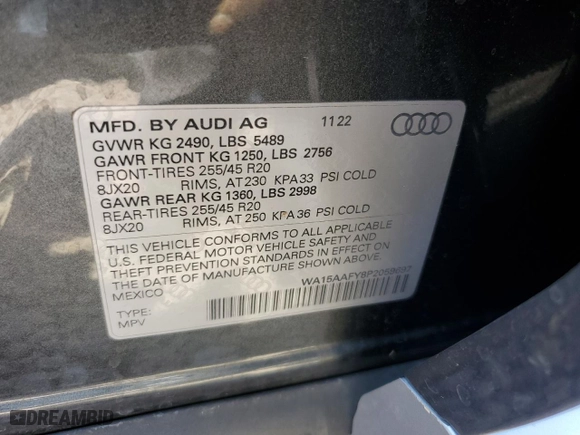 MFD. BY AUDI AG 11 22
GVWR KG 2490, LBS 5489
GAWR FRONT KG 1250, LBS 2756
FRONT-TIRES 255/45 R20
8JX20 RIMS, AT 230 KPA 33 PSI COLD
GAWR REAR KG 1360, LBS 2998
REAR-TIRES 255/45 R20
8JX20 RIMS, AT 250 KPA 36 PSI COLD
THIS VEHICLE CONFORMS TO ALL APPLICABLE
U.S. FEDERAL MOTOR VEHICLE SAFETY AND
THEFT PREVENTION STANDARDS IN EFFECT ON
THE DATE OF MANUFACTURE SHOWN ABOVE.
MEXICO
TYPE:
MPV
DREAMBID